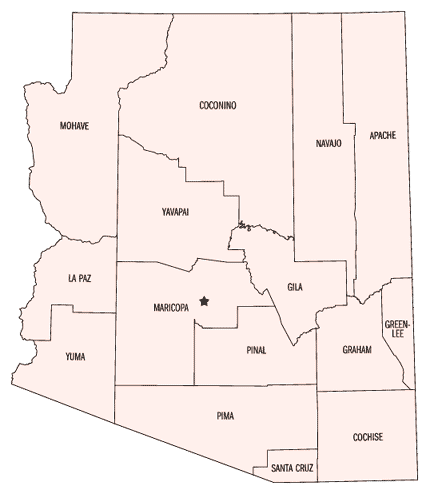 COCONINO
MOHAVE
NAVAJO
APACHE
YAVAPAI
LA PAZ
GILA
MARICOPA
GREEN-
LEE
PINAL
GRAHAM
YUMA
PIMA
COCHISE
SANTA CRUZ